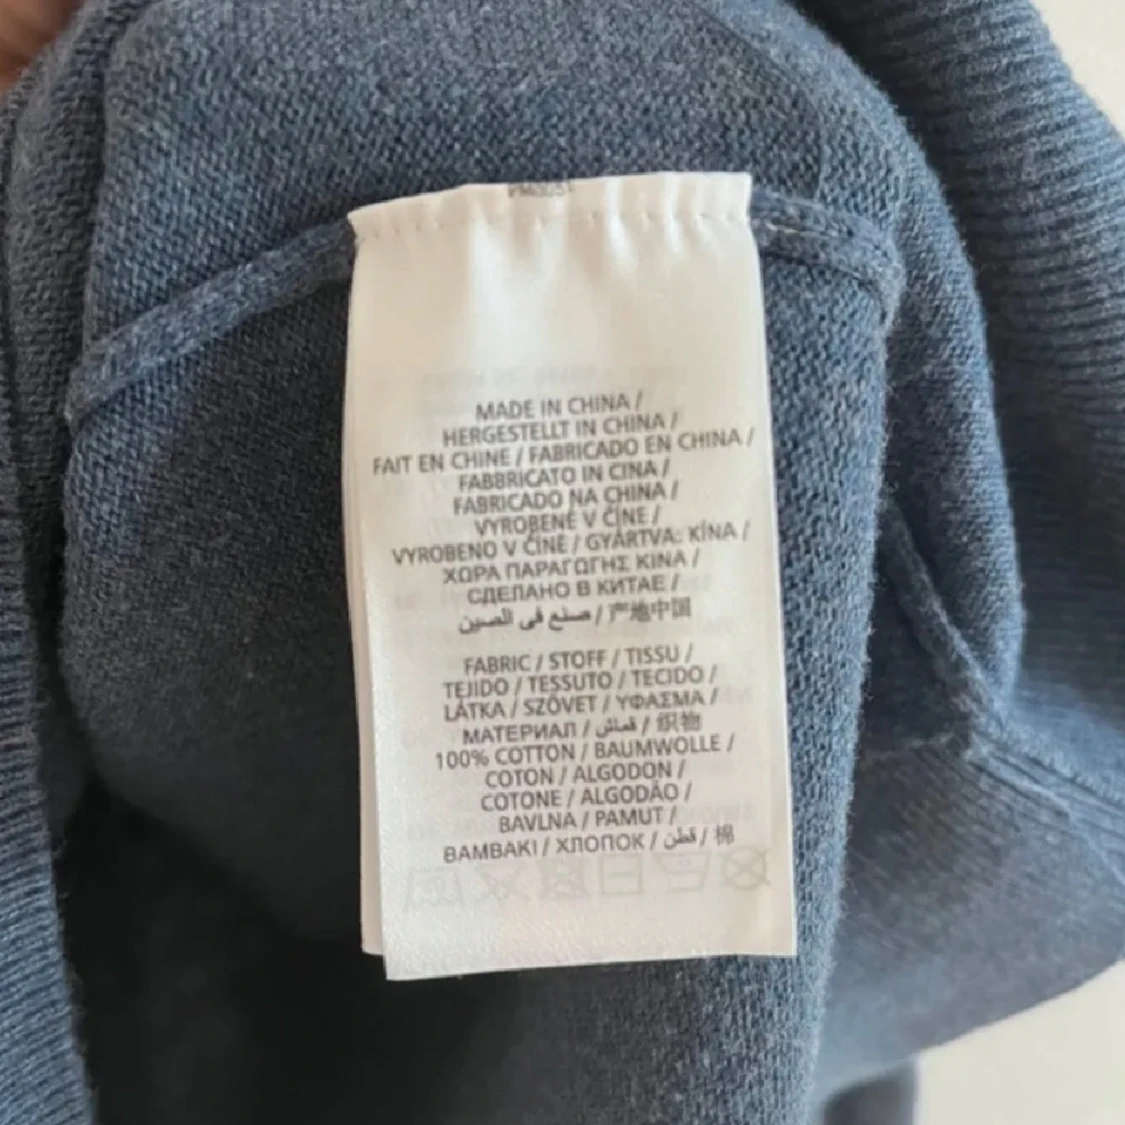 MADE IN CHINA /
HERGESTELLT IN CHINA /
FAIT EN CHINE / FABRICADO EN CHINA /
FABBRICATO IN CINA /
FABRICADO NA CHINA /
VYROBENÉ V ČÍNE /
VYROBENO V ČÍNĚ / GYÁRTVA: KÍNA /
ΧΩΡΑ ΠΑΡΑΓΩΓΗΣ ΚΙΝΑ /
СДЕЛАНО В КИТАЕ /
صنع في الصين / 产地中国
FABRIC / STOFF / TISSU /
TEJIDO / TESSUTO / TECIDO /
LÁTKA / SZÖVET / ΥΦΑΣΜΑ /
МАТЕРИАЛ / قماش / 织物
100% COTTON / BAUMWOLLE /
COTON / ALGODON /
COTONE / ALGODÃO /
BAVLNA / PAMUT /
ΒΑΜΒΑΚΙ / ХЛОПОК / قطن / 棉